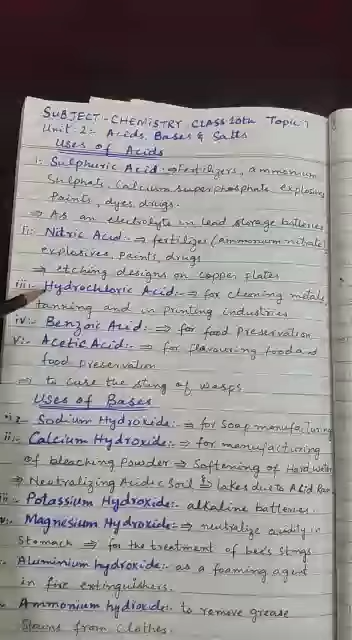 SUBJECT:- CHEMISTRY CLASS:10th Topic:
Unit-2:- Acids, Bases & Salts
Uses of Acids
i:- Sulphuric Acid:- ⇒ fertilizers, ammonium
Sulphate, Calcium superphosphate, explosives
Paints, dyes, drugs.
⇒ As an electrolyte in lead storage batteries
ii:- Nitric Acid:- ⇒ fertilizer (ammonium nitrate)
explosives, Paints, drugs
⇒ etching designs on copper plates
iii:- Hydrochloric Acid:- ⇒ for cleaning metals,
tanning and in printing industries
iv:- Benzoic Acid:- ⇒ for food Preservation
v:- Acetic Acid:- ⇒ for flavouring food and
food preservation
⇒ to cure the sting of wasps
Uses of Bases
i:- Sodium Hydroxide:- ⇒ for soap manufacturing
ii:- Calcium Hydroxide:- ⇒ for manufacturing
of bleaching Powder ⇒ Softening of Hard water
⇒ Neutralizing Acidic Soil & lakes due to Acid Rain
iii:- Potassium Hydroxide:- alkaline batteries.
Magnesium Hydroxide:- ⇒ neutralize acidity in
Stomach ⇒ for the treatment of bee's stings
Aluminium hydroxide:- as a foaming agent
in fire extinguishers.
Ammonium hydroxide:- to remove grease
Stains from clothes.